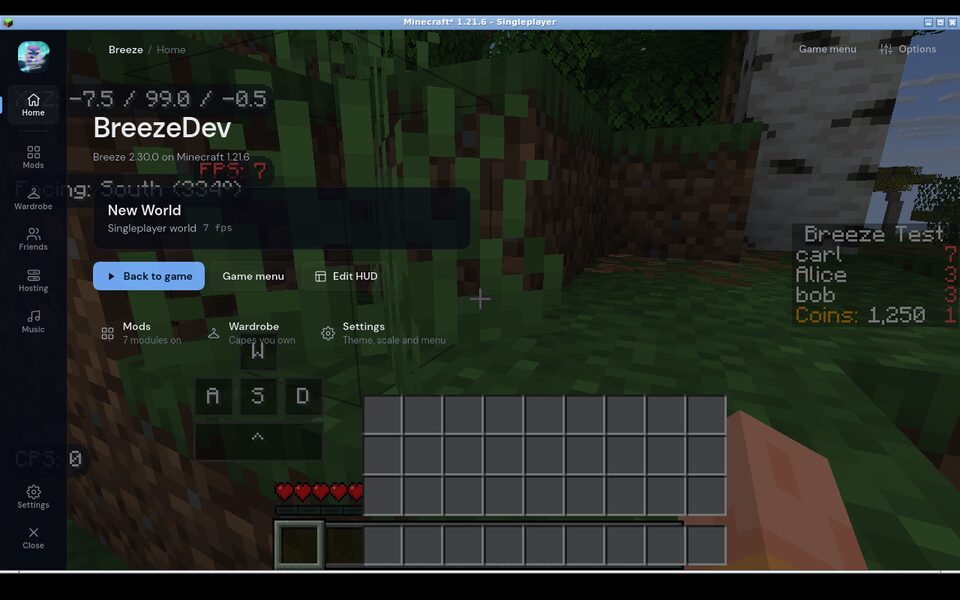 Minecraft* 1.21.6 - Singleplayer
Breeze / Home
Game menu
Options
Home
-7.5 / 99.0 / -0.5
BreezeDev
Breeze 2.30.0 on Minecraft 1.21.6
FPS: 7
Mods
Facing: South (334°)
Wardrobe
New World
Singleplayer world 7 fps
Friends
Breeze Test
carl 7
Alice 3
bob 3
Coins: 1,250 1
Back to game
Game menu
Edit HUD
Hosting
Music
Mods
7 modules on
Wardrobe
Capes you own
Settings
Theme, scale and menu
W
A S D
^
CPS: 0
Settings
Close